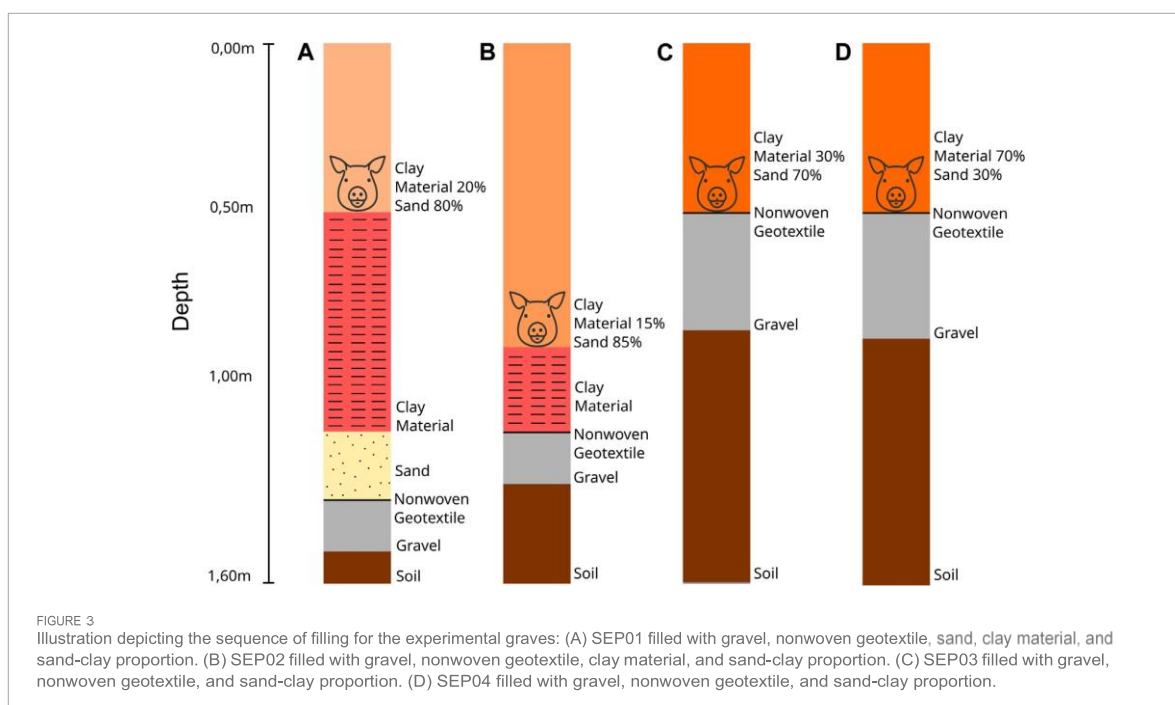 0,00m
0,50m
1,00m
1,60m
Depth
A
Clay
Material 20%
Sand 80%
Clay
Material
Sand
Nonwoven
Geotextile
Gravel
Soil
B
Clay
Material 15%
Sand 85%
Clay
Material
Nonwoven
Geotextile
Gravel
Soil
C
Clay
Material 30%
Sand 70%
Nonwoven
Geotextile
Gravel
Soil
D
Clay
Material 70%
Sand 30%
Nonwoven
Geotextile
Gravel
Soil
FIGURE 3
Illustration depicting the sequence of filling for the experimental graves: (A) SEP01 filled with gravel, nonwoven geotextile, sand, clay material, and
sand-clay proportion. (B) SEP02 filled with gravel, nonwoven geotextile, clay material, and sand-clay proportion. (C) SEP03 filled with gravel,
nonwoven geotextile, and sand-clay proportion. (D) SEP04 filled with gravel, nonwoven geotextile, and sand-clay proportion.